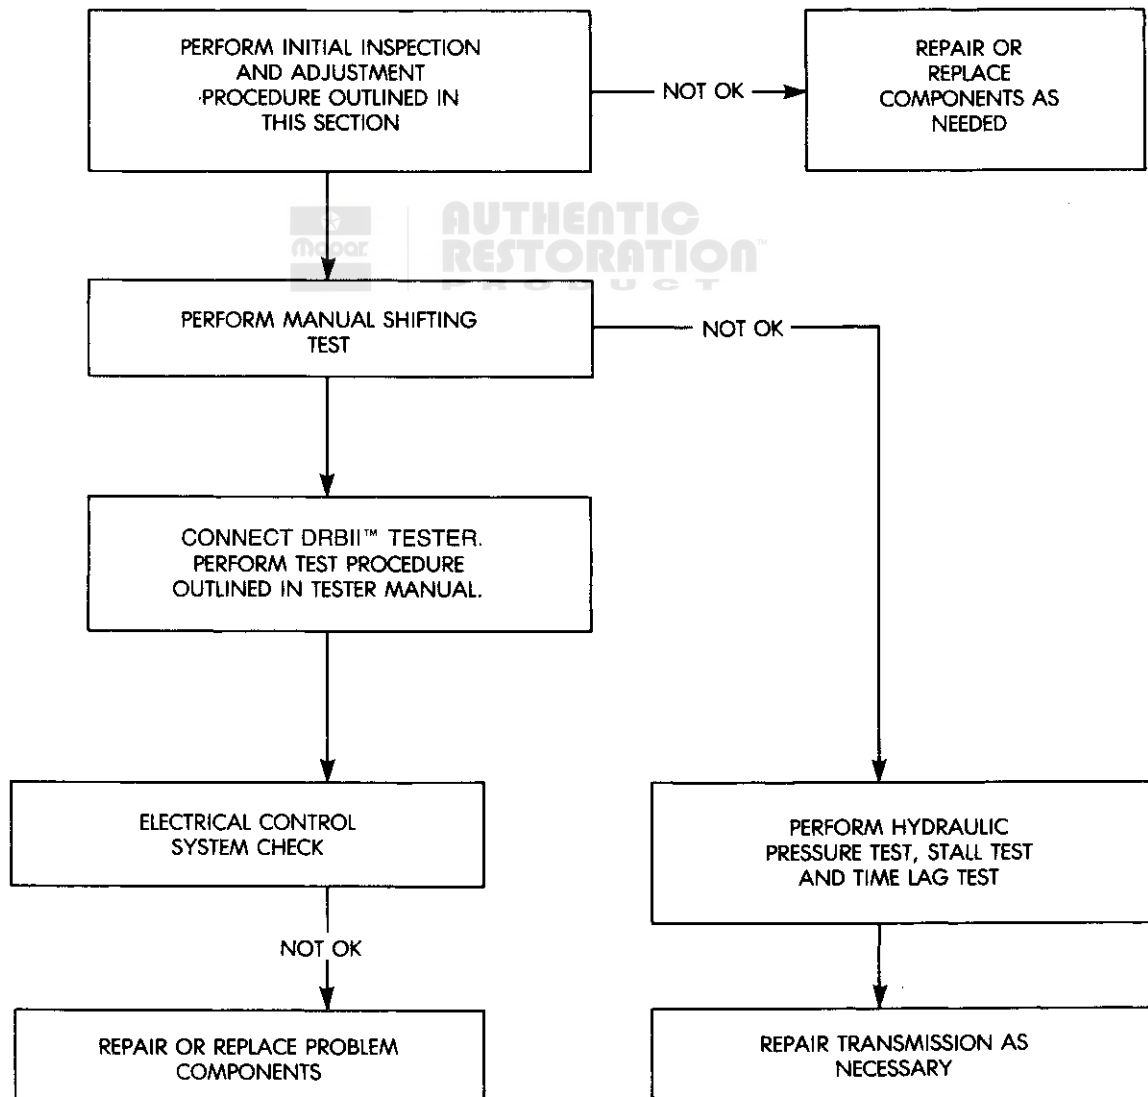 PERFORM INITIAL INSPECTION
AND ADJUSTMENT
PROCEDURE OUTLINED IN
THIS SECTION
NOT OK
REPAIR OR
REPLACE
COMPONENTS AS
NEEDED
Mopar
AUTHENTIC
RESTORATION™
PRODUCT
PERFORM MANUAL SHIFTING
TEST
NOT OK
CONNECT DRBII™ TESTER.
PERFORM TEST PROCEDURE
OUTLINED IN TESTER MANUAL.
ELECTRICAL CONTROL
SYSTEM CHECK
PERFORM HYDRAULIC
PRESSURE TEST, STALL TEST
AND TIME LAG TEST
NOT OK
REPAIR OR REPLACE PROBLEM
COMPONENTS
REPAIR TRANSMISSION AS
NECESSARY